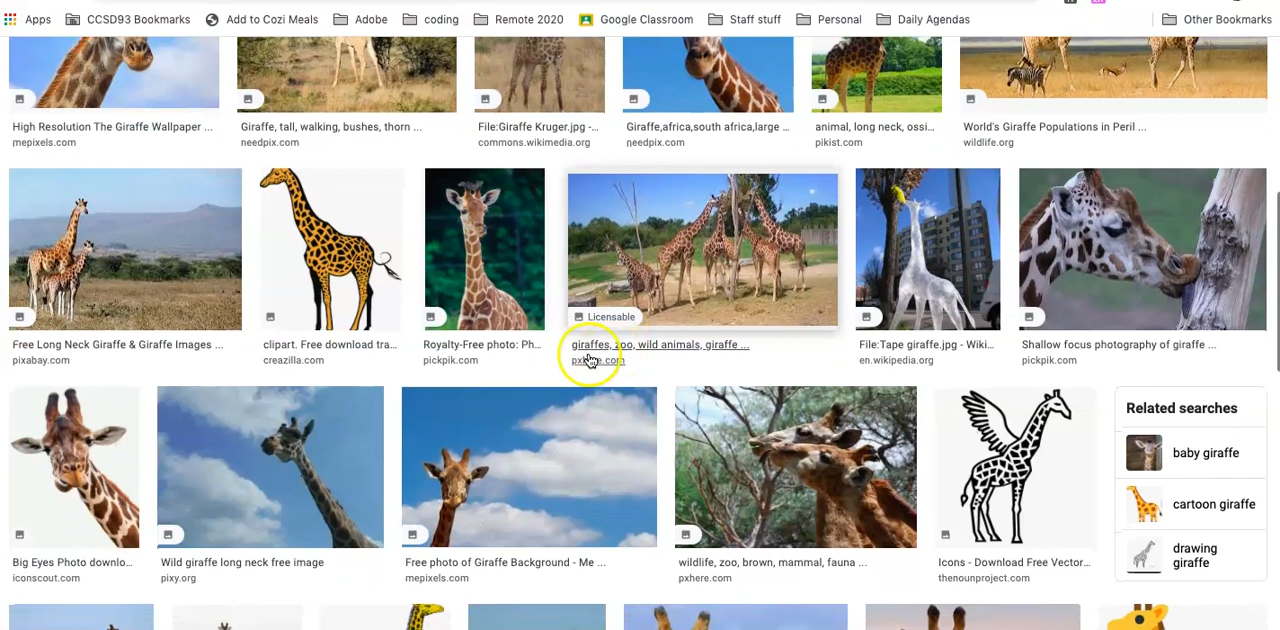 Apps CCSD93 Bookmarks Add to Cozi Meals Adobe coding Remote 2020 Google Classroom Staff stuff Personal Daily Agendas Other Bookmarks
High Resolution The Giraffe Wallpaper ...
mepixels.com
Giraffe, tall, walking, bushes, thorn ...
needpix.com
File:Giraffe Kruger.jpg -...
commons.wikimedia.org
Giraffe,africa,south africa,large ...
needpix.com
animal, long neck, ossi...
pikist.com
World's Giraffe Populations in Peril ...
wildlife.org
Licensable
Free Long Neck Giraffe & Giraffe Images ...
pixabay.com
clipart. Free download tra...
creazilla.com
Royalty-Free photo: Ph...
pickpik.com
giraffes, zoo, wild animals, giraffe ...
pxhere.com
File:Tape giraffe.jpg - Wiki...
en.wikipedia.org
Shallow focus photography of giraffe ...
pickpik.com
Big Eyes Photo downlo...
iconscout.com
Wild giraffe long neck free image
pixy.org
Free photo of Giraffe Background - Me ...
mepixels.com
wildlife, zoo, brown, mammal, fauna ...
pxhere.com
Icons - Download Free Vector...
thenounproject.com
Related searches
baby giraffe
cartoon giraffe
drawing
giraffe